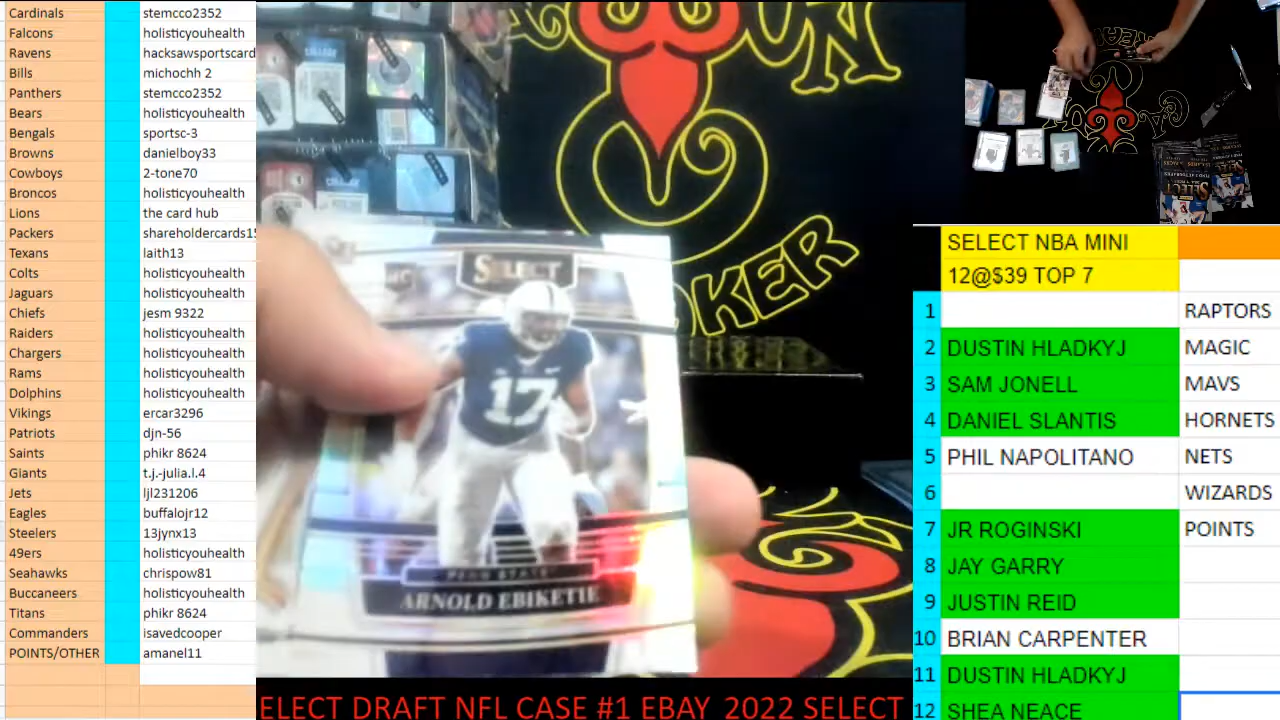 Cardinals stemcco2352
Falcons holisticyouhealth
Ravens hacksawsportscard
Bills michochh 2
Panthers stemcco2352
Bears holisticyouhealth
Bengals sportsc-3
Browns danielboy33
Cowboys 2-tone70
Broncos holisticyouhealth
Lions the card hub
Packers shareholdercards15
Texans laith13
Colts holisticyouhealth
Jaguars holisticyouhealth
Chiefs jesm 9322
Raiders holisticyouhealth
Chargers holisticyouhealth
Rams holisticyouhealth
Dolphins holisticyouhealth
Vikings ercar3296
Patriots djn-56
Saints phikr 8624
Giants t.j.-julia.l.4
Jets ljl231206
Eagles buffalojr12
Steelers 13jynx13
49ers holisticyouhealth
Seahawks chrispow81
Buccaneers holisticyouhealth
Titans phikr 8624
Commanders isavedcooper
POINTS/OTHER amanel11
SELECT
17
PENN STATE
ARNOLD EBIKETIE
OKER
ELECT DRAFT NFL CASE #1 EBAY 2022 SELECT
SELECT
SELECT NBA MINI
12@$39 TOP 7
1 RAPTORS
2 DUSTIN HLADKYJ MAGIC
3 SAM JONELL MAVS
4 DANIEL SLANTIS HORNETS
5 PHIL NAPOLITANO NETS
6 WIZARDS
7 JR ROGINSKI POINTS
8 JAY GARRY
9 JUSTIN REID
10 BRIAN CARPENTER
11 DUSTIN HLADKYJ
12 SHEA NEACE